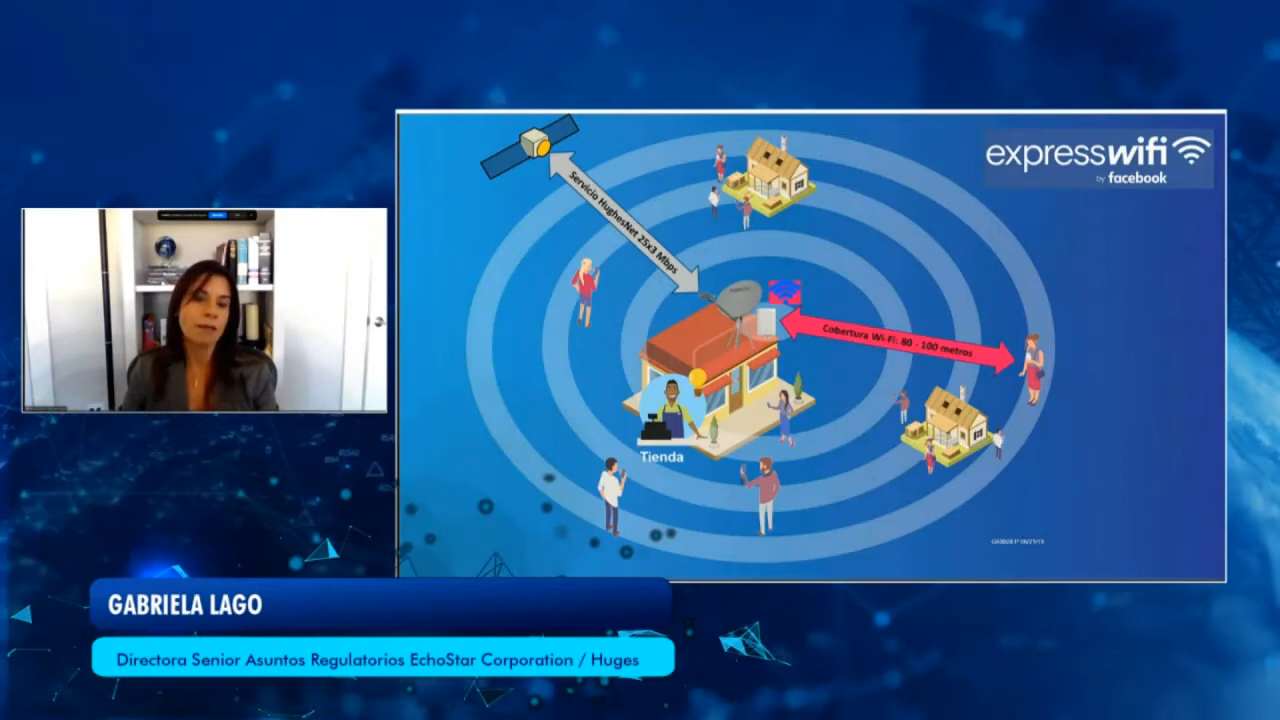 expresswifi
by facebook
Servicio HughesNet 25x3 Mbps
Cobertura Wi-Fi: 80 - 100 metros
Tienda
GABRIELA LAGO
Directora Senior Asuntos Regulatorios EchoStar Corporation / Huges